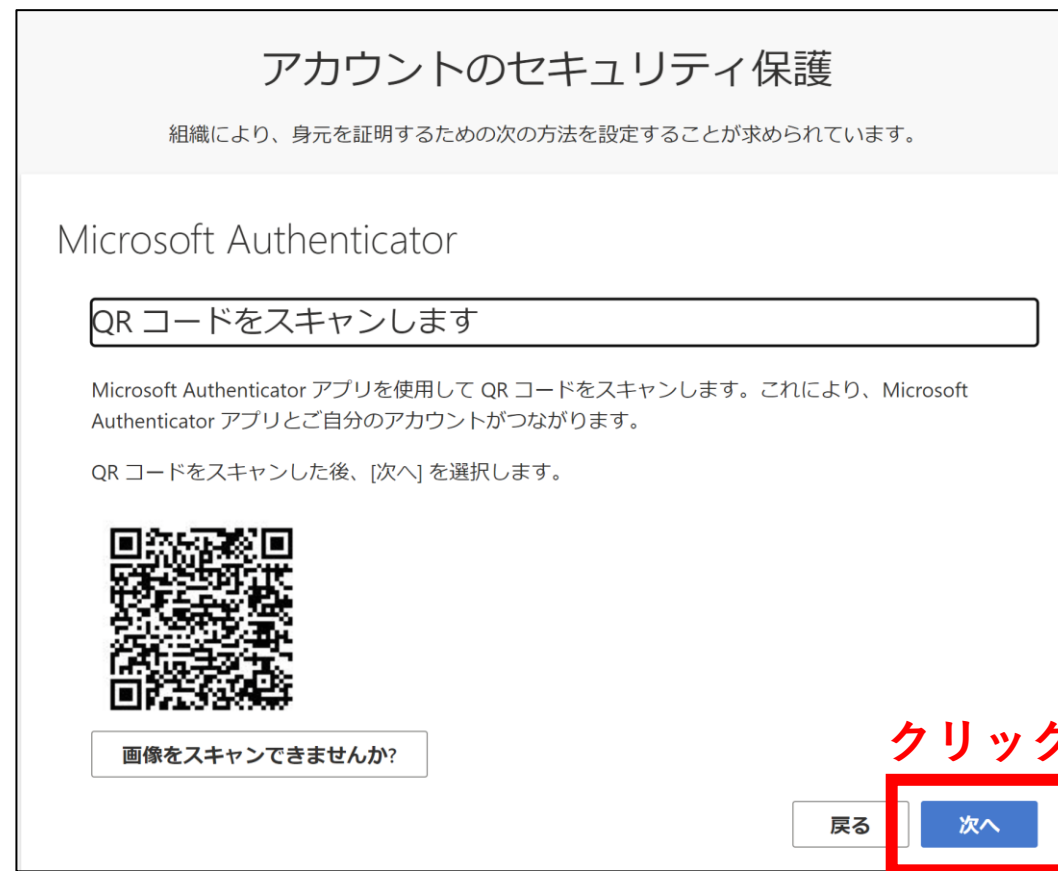 アカウントのセキュリティ保護
組織により、身元を証明するための次の方法を設定することが求められています。
Microsoft Authenticator
QR コードをスキャンします
Microsoft Authenticator アプリを使用して QR コードをスキャンします。これにより、Microsoft
Authenticator アプリとご自分のアカウントがつながります。
QR コードをスキャンした後、[次へ] を選択します。
画像をスキャンできませんか?
クリック
戻る
次へ